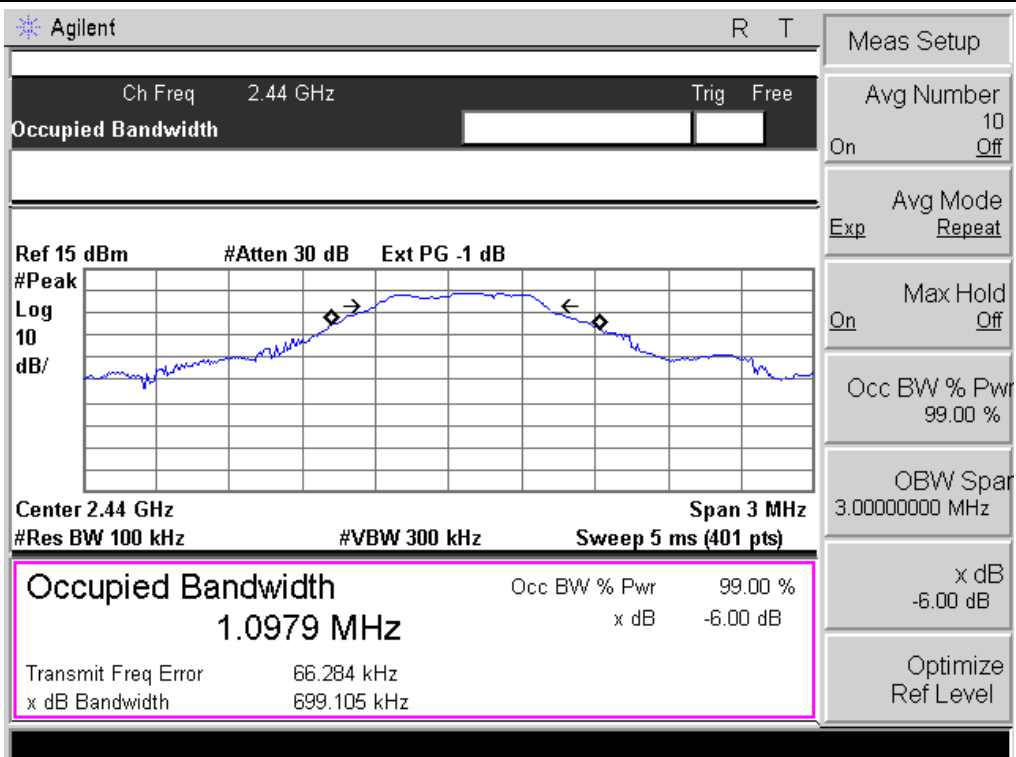 Agilent R T
Ch Freq 2.44 GHz Trig Free
Occupied Bandwidth
Ref 15 dBm #Atten 30 dB Ext PG -1 dB
#Peak
Log
10
dB/
Center 2.44 GHz Span 3 MHz
#Res BW 100 kHz #VBW 300 kHz Sweep 5 ms (401 pts)
Occupied Bandwidth Occ BW % Pwr 99.00 %
1.0979 MHz x dB -6.00 dB
Transmit Freq Error 66.284 kHz
x dB Bandwidth 699.105 kHz
Meas Setup
Avg Number
10
On Off
Avg Mode
Exp Repeat
Max Hold
On Off
Occ BW % Pwr
99.00 %
OBW Span
3.00000000 MHz
x dB
-6.00 dB
Optimize
Ref Level